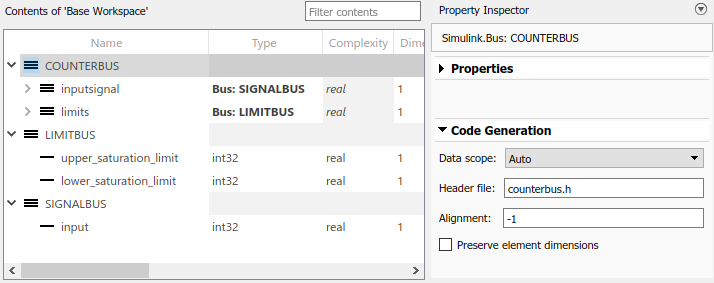 Contents of 'Base Workspace'
Filter contents
Name Type Complexity Dime
COUNTERBUS
inputsignal Bus: SIGNALBUS real 1
limits Bus: LIMITBUS real 1
LIMITBUS
upper_saturation_limit int32 real 1
lower_saturation_limit int32 real 1
SIGNALBUS
input int32 real 1
Property Inspector
Simulink.Bus: COUNTERBUS
Properties
Code Generation
Data scope: Auto
Header file: counterbus.h
Alignment: -1
Preserve element dimensions